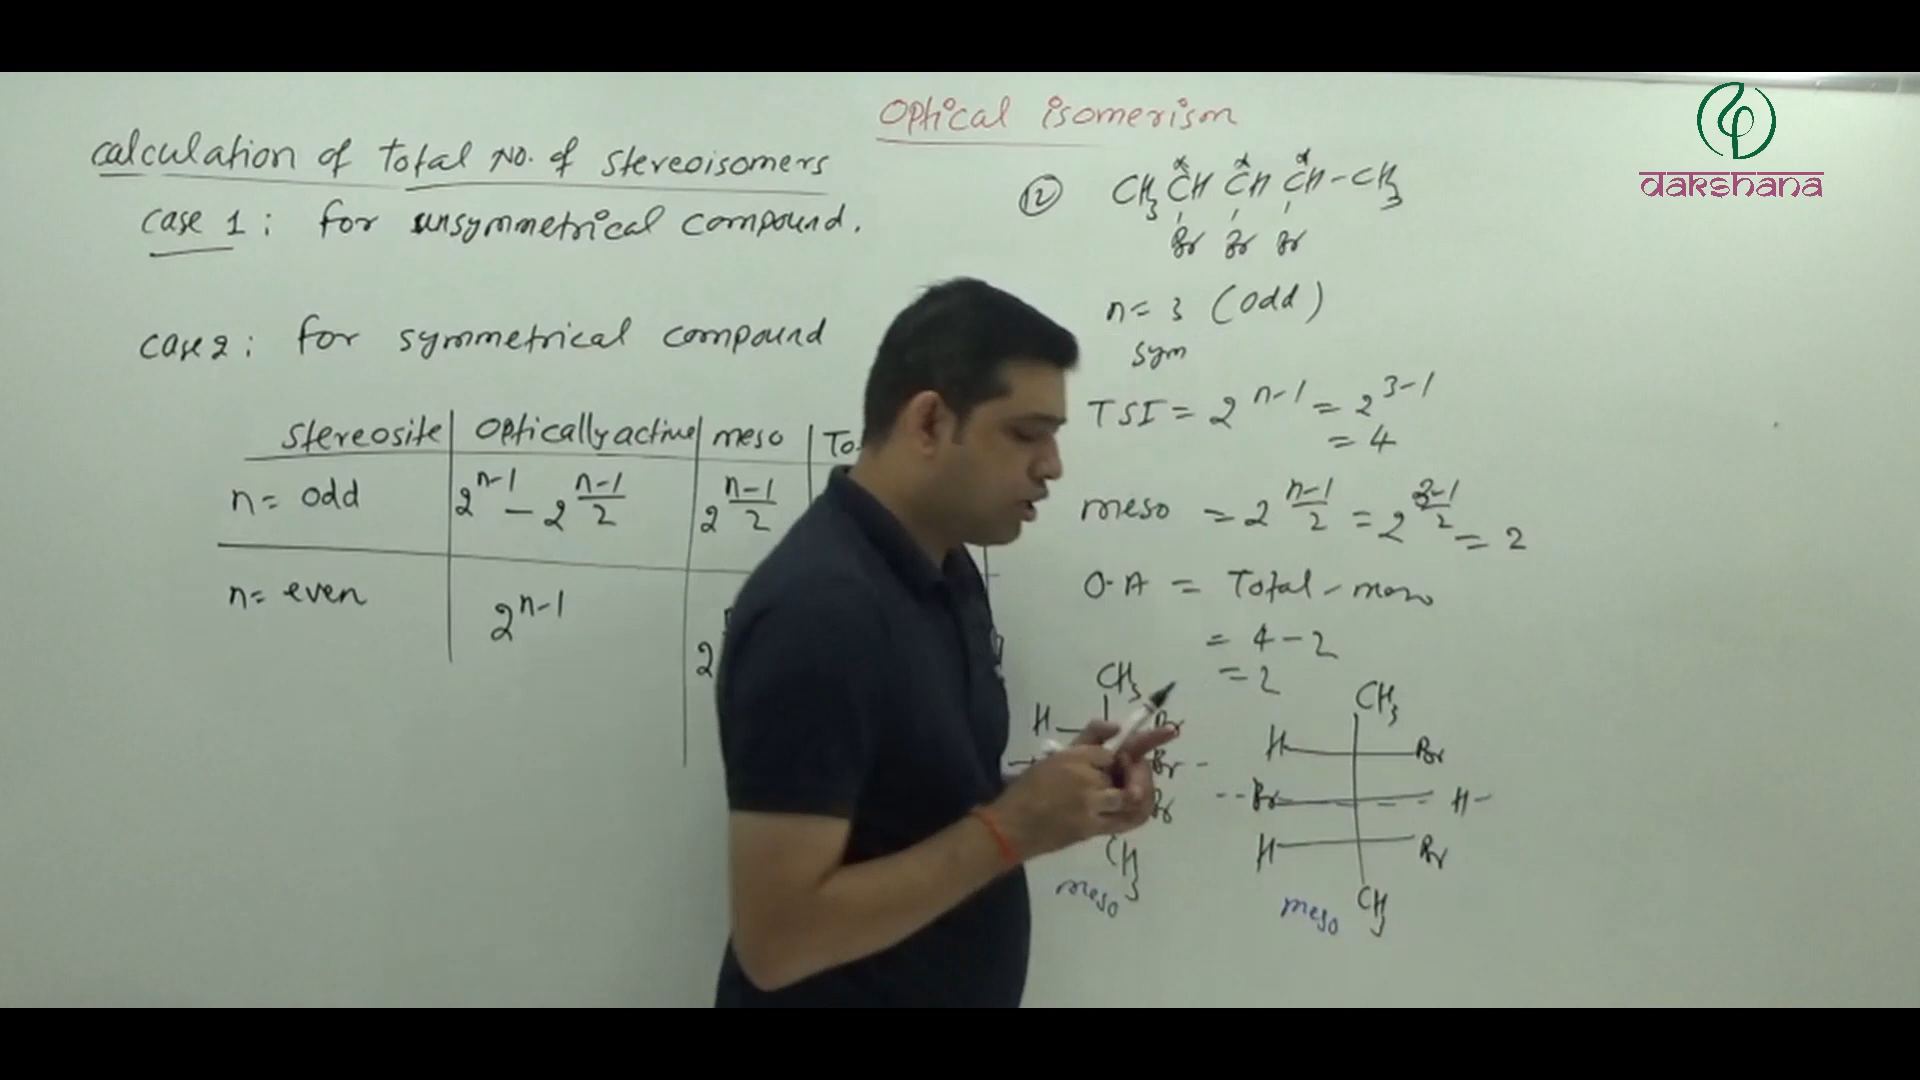 Optical isomerism
dakshana
calculation of total No. of stereoisomers
case 1: for unsymmetrical compound.
case 2: for symmetrical compound
stereosite | Optically active | meso | To
n = odd | 2^(n-1) - 2^((n-1)/2) | 2^((n-1)/2)
n = even | 2^(n-1) | 2
(12) CH3 CH* CH* CH* - CH3
Br Br Br
n = 3 (odd)
sym
TSI = 2^(n-1) = 2^(3-1)
= 4
meso = 2^((n-1)/2) = 2^((3-1)/2) = 2
O.A = Total - meso
= 4 - 2
= 2
CH3
H Br
Br
Br
CH3
meso
CH3
H Br
Br H
H Br
CH3
meso